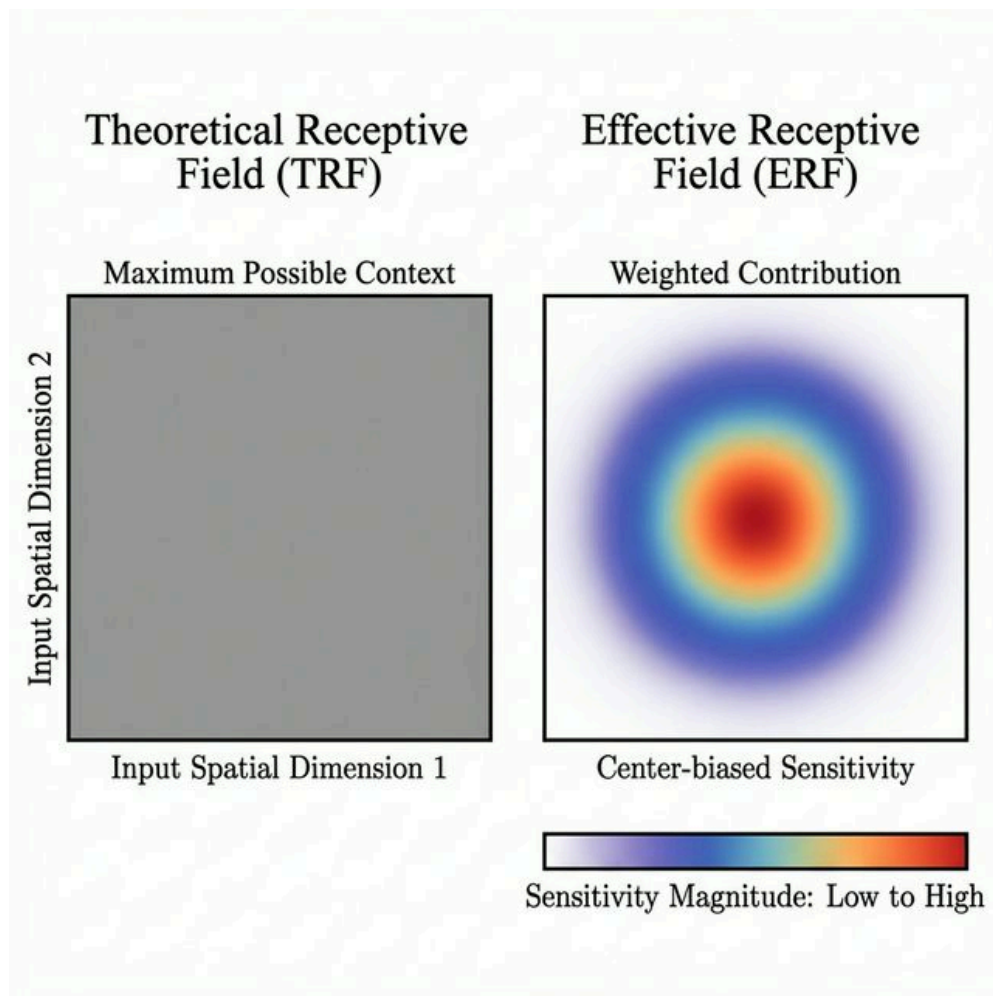 Theoretical Receptive
Field (TRF)
Effective Receptive
Field (ERF)
Maximum Possible Context
Weighted Contribution
Input Spatial Dimension 2
Input Spatial Dimension 1
Center-biased Sensitivity
Sensitivity Magnitude: Low to High